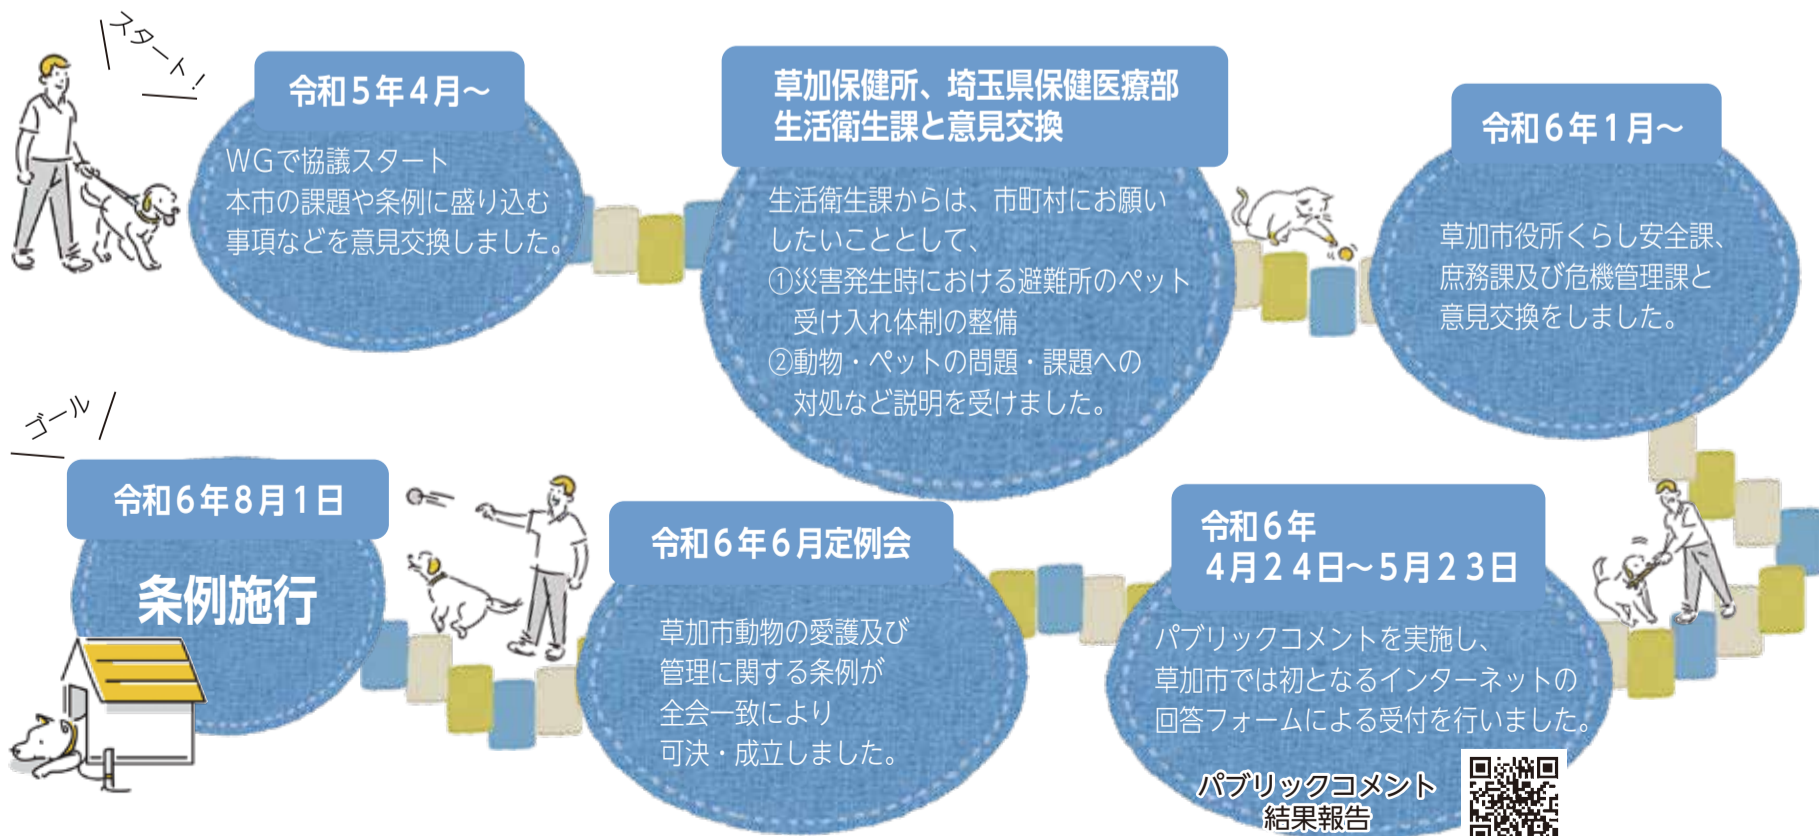 スタート!
令和5年4月~
WGで協議スタート
本市の課題や条例に盛り込む
事項などを意見交換しました。
草加保健所、埼玉県保健医療部
生活衛生課と意見交換
生活衛生課からは、市町村にお願い
したいこととして、
①災害発生時における避難所のペット
受け入れ体制の整備
②動物・ペットの問題・課題への
対処など説明を受けました。
令和6年1月~
草加市役所くらし安全課、
庶務課及び危機管理課と
意見交換をしました。
令和6年
4月24日~5月23日
パブリックコメントを実施し、
草加市では初となるインターネットの
回答フォームによる受付を行いました。
パブリックコメント
結果報告
令和6年6月定例会
草加市動物の愛護及び
管理に関する条例が
全会一致により
可決・成立しました。
ゴール
令和6年8月1日
条例施行